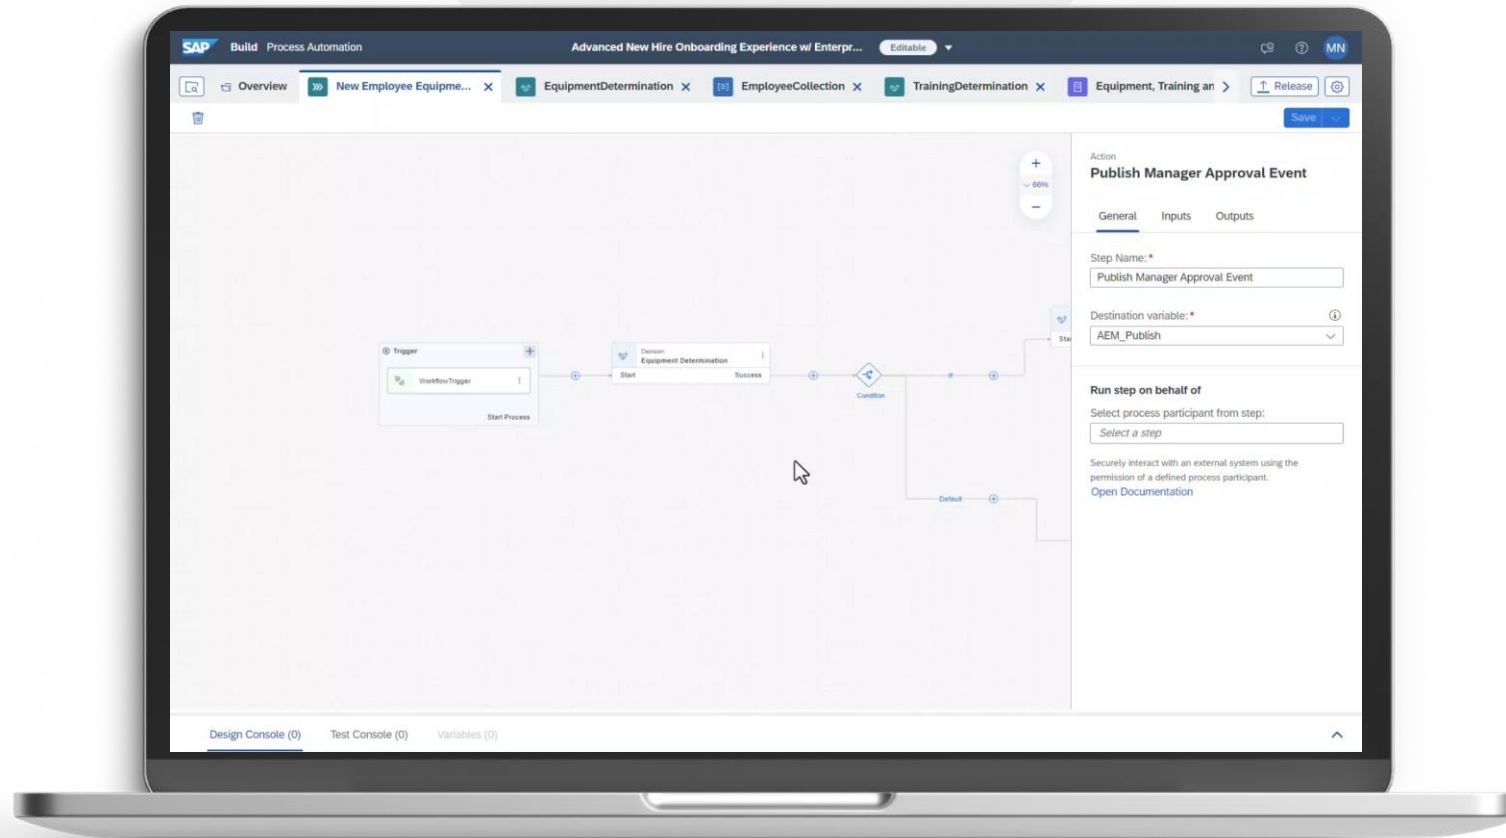 SAP Build Process Automation
Advanced New Hire Onboarding Experience w/ Enterpr...
Editable
MN
Overview
New Employee Equipme...
EquipmentDetermination
EmployeeCollection
TrainingDetermination
Equipment, Training an
Release
Save
66%
Action
Publish Manager Approval Event
General Inputs Outputs
Step Name:*
Publish Manager Approval Event
Destination variable:*
AEM_Publish
Run step on behalf of
Select process participant from step:
Select a step
Securely interact with an external system using the
permission of a defined process participant.
Open Documentation
Trigger
WorkflowTrigger
Start Process
Decision
Equipment Determination
Start Success
Condition
If
Default
Sta
Design Console (0) Test Console (0) Variables (0)